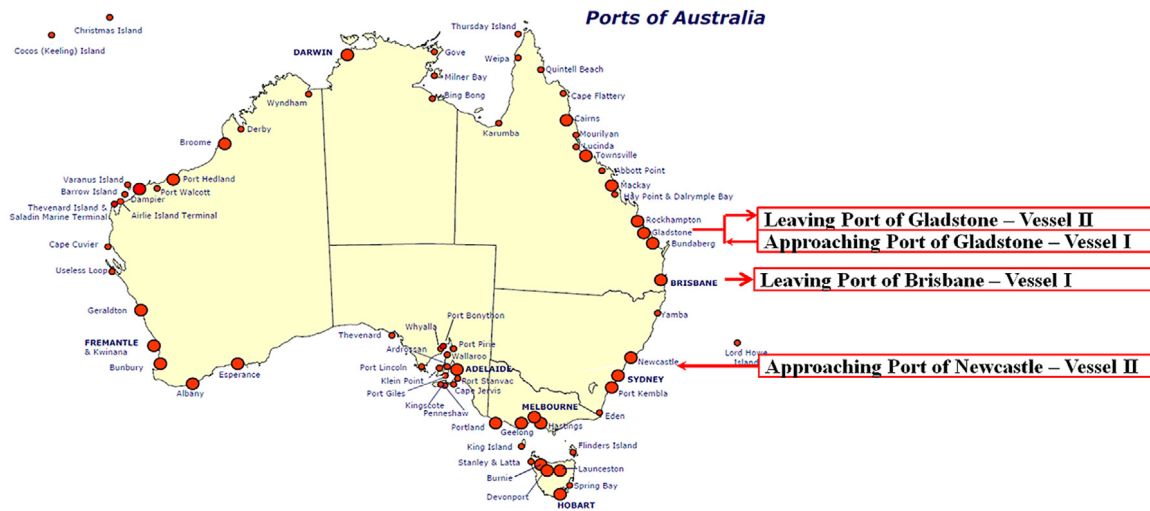 Ports of Australia
Christmas Island
Cocos (Keeling) Island
Thursday Island
DARWIN
Gove
Weipa
Quintell Beach
Milner Bay
Bing Bong
Cape Flattery
Wyndham
Cairns
Karumba
Derby
Mourilyan
Broome
Lucinda
Townsville
Abbott Point
Varanus Island
Port Hedland
Mackay
Barrow Island
Port Walcott
Hay Point & Dalrymple Bay
Dampier
Thevenard Island &
Saladin Marine Terminal
Airlie Island Terminal
Rockhampton
Leaving Port of Gladstone – Vessel II
Gladstone
Approaching Port of Gladstone – Vessel I
Bundaberg
Cape Cuvier
Useless Loop
BRISBANE
Leaving Port of Brisbane – Vessel I
Geraldton
Yamba
Port Bonython
Whyalla
Thevenard
Port Pirie
FREMANTLE
& Kwinana
Ardrossan
Wallaroo
Lord Howe
Island
Newcastle
Approaching Port of Newcastle – Vessel II
Bunbury
Esperance
Port Lincoln
ADELAIDE
SYDNEY
Albany
Klein Point
Port Stanvac
Port Kembla
Port Giles
Cape Jervis
Kingscote
Penneshaw
MELBOURNE
Eden
Portland
Geelong
Hastings
King Island
Flinders Island
Stanley & Latta
Burnie
Launceston
Devonport
Spring Bay
HOBART